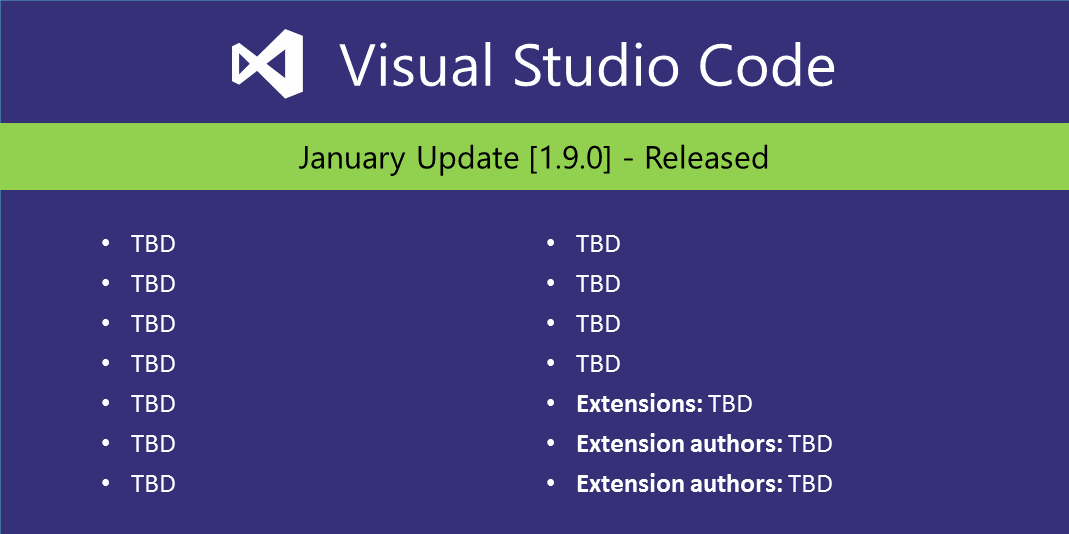 Visual Studio Code
January Update [1.9.0] - Released
• TBD
• TBD
• TBD
• TBD
• TBD
• TBD
• TBD
• TBD
• TBD
• TBD
• TBD
• Extensions: TBD
• Extension authors: TBD
• Extension authors: TBD